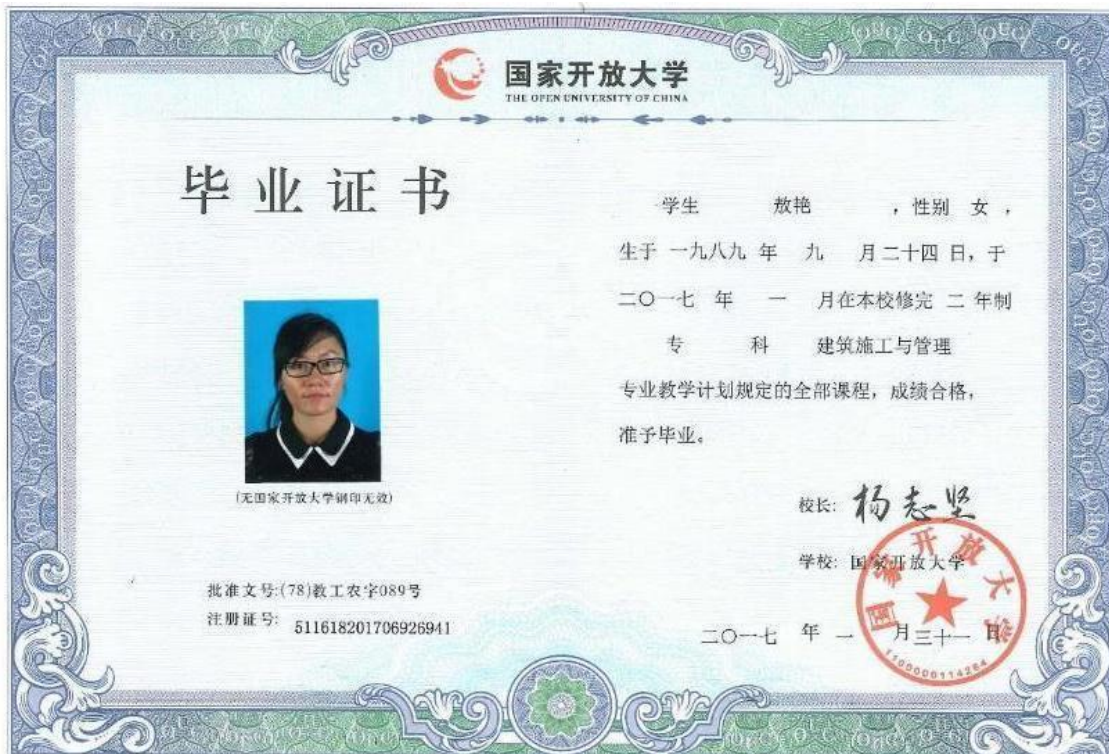 国家开放大学
THE OPEN UNIVERSITY OF CHINA
毕业证书
学生 敖艳 ，性别 女 ，
生于 一九八九 年 九 月二十四 日，于
二〇一七 年 一 月在本校修完 二 年制
专 科 建筑施工与管理
专业教学计划规定的全部课程，成绩合格，
准予毕业。
(无国家开放大学钢印无效)
校长: 杨志坚
学校: 国家开放大学
批准文号:(78)教工农字089号
注册证号: 511618201706926941
二〇一七 年 一 月三十一 日
国家开放大学
1100000114284